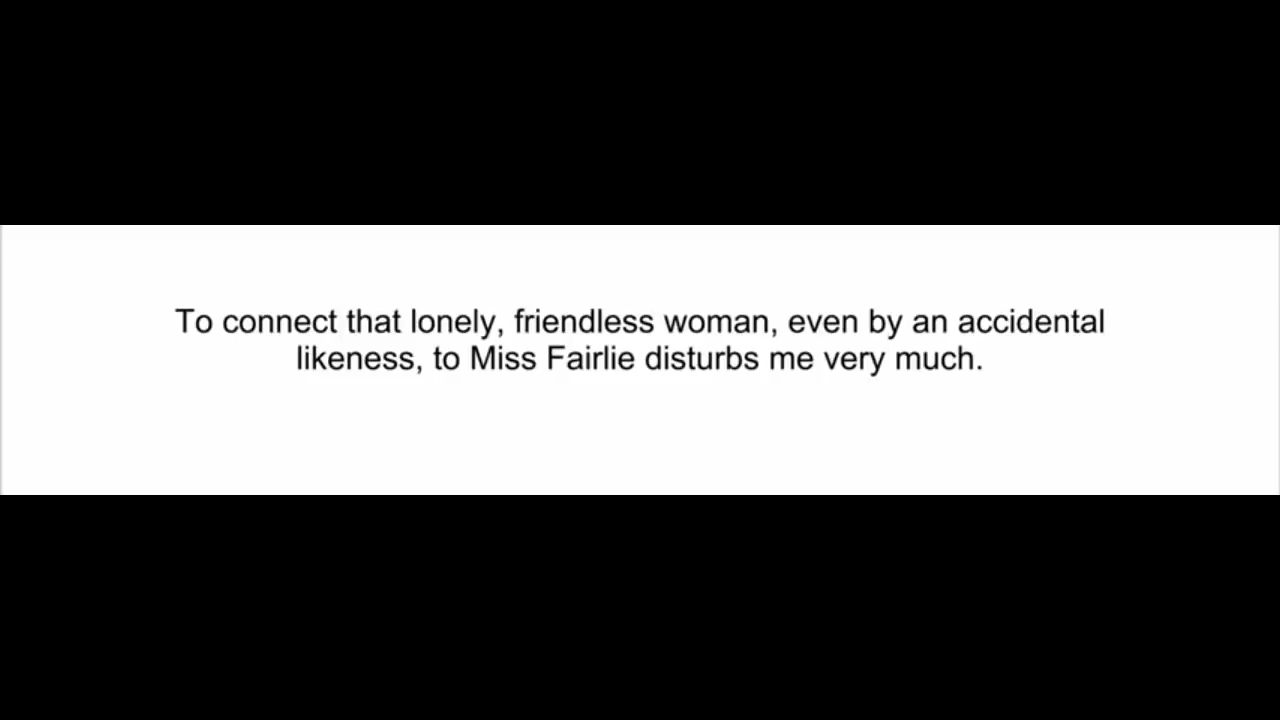 To connect that lonely, friendless woman, even by an accidental
likeness, to Miss Fairlie disturbs me very much.